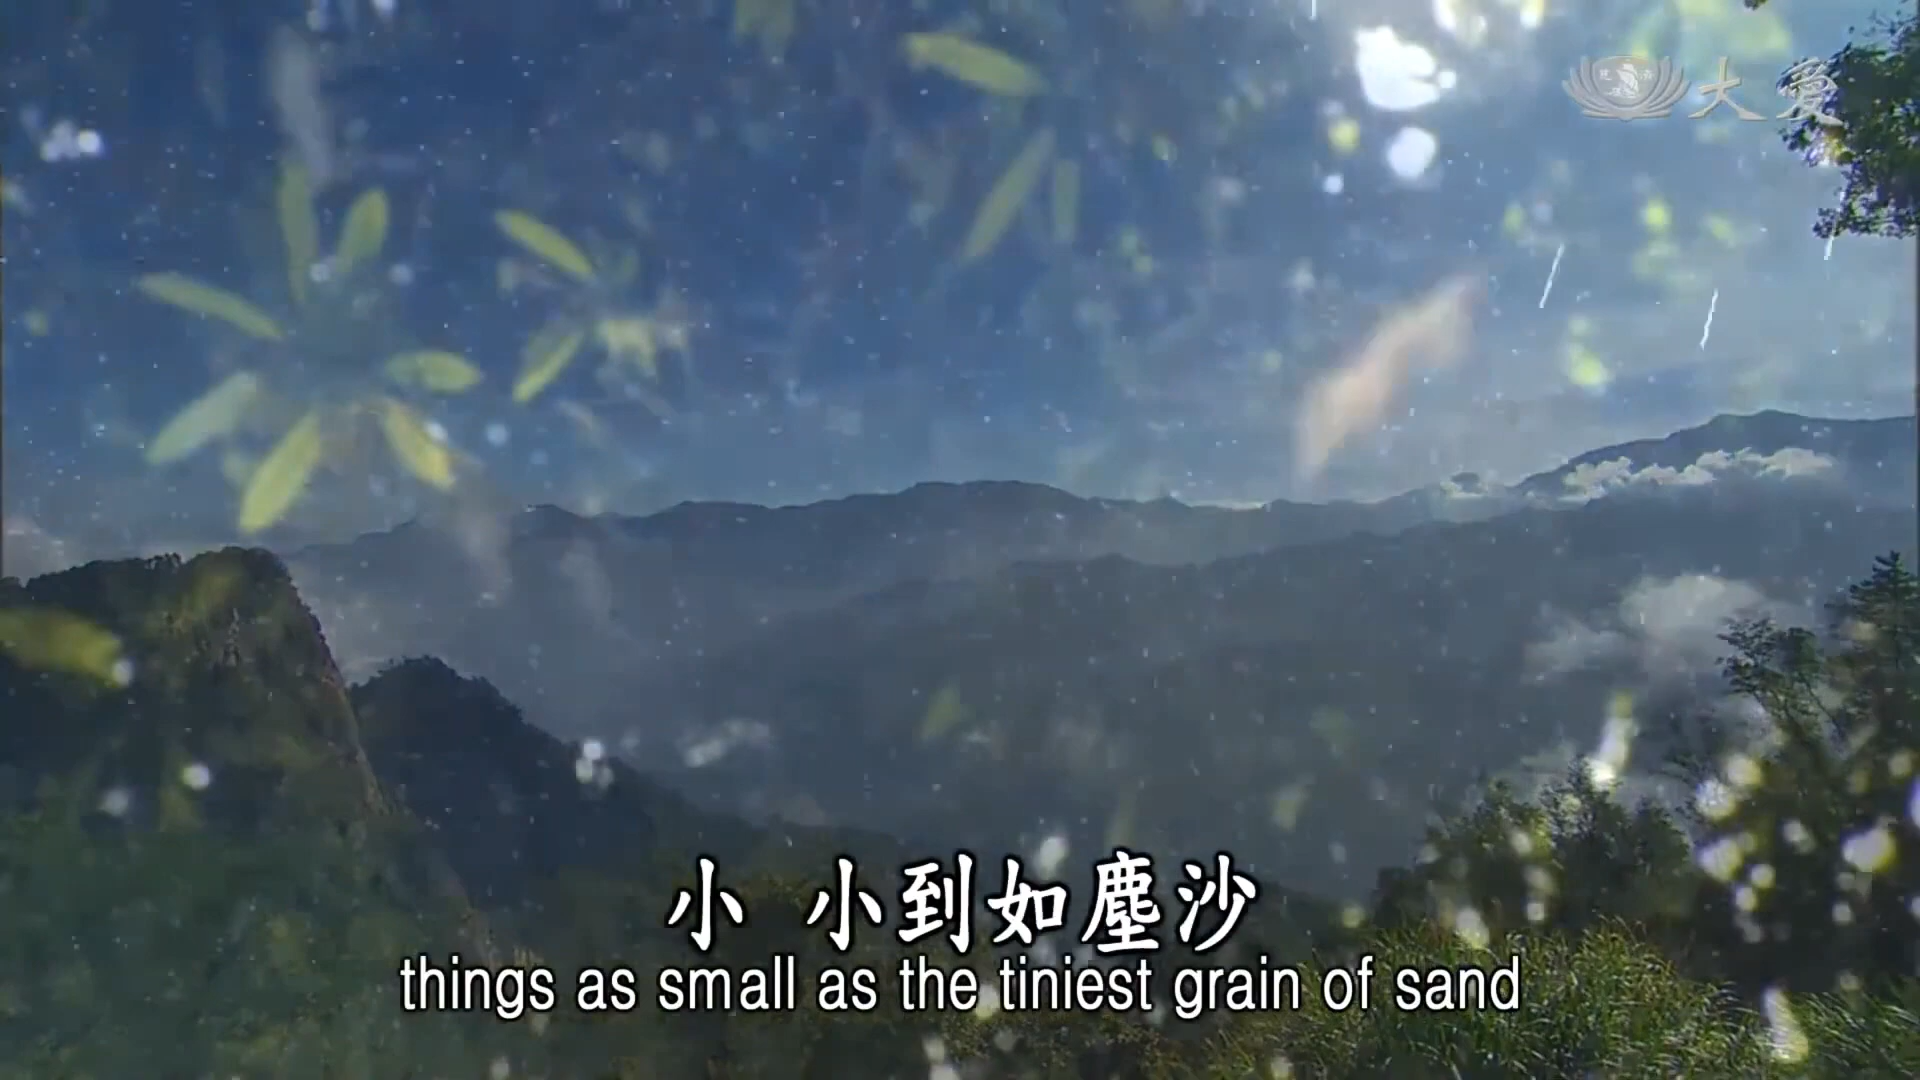 大愛
小 小到如塵沙
things as small as the tiniest grain of sand